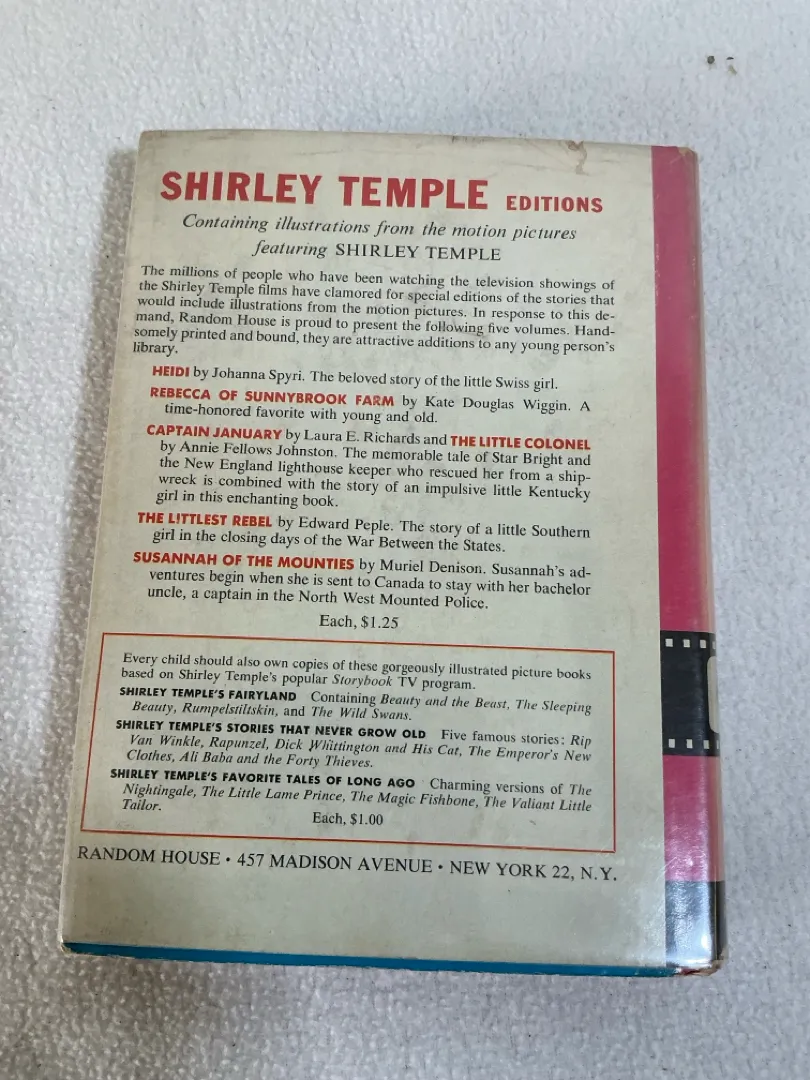 SHIRLEY TEMPLE EDITIONS
Containing illustrations from the motion pictures
featuring SHIRLEY TEMPLE
The millions of people who have been watching the television showings of
the Shirley Temple films have clamored for special editions of the stories that
would include illustrations from the motion pictures. In response to this de-
mand, Random House is proud to present the following five volumes. Hand-
somely printed and bound, they are attractive additions to any young person's
library.
HEIDI by Johanna Spyri. The beloved story of the little Swiss girl.
REBECCA OF SUNNYBROOK FARM by Kate Douglas Wiggin. A
time-honored favorite with young and old.
CAPTAIN JANUARY by Laura E. Richards and THE LITTLE COLONEL
by Annie Fellows Johnston. The memorable tale of Star Bright and
the New England lighthouse keeper who rescued her from a ship-
wreck is combined with the story of an impulsive little Kentucky
girl in this enchanting book.
THE LITTLEST REBEL by Edward Peple. The story of a little Southern
girl in the closing days of the War Between the States.
SUSANNAH OF THE MOUNTIES by Muriel Denison. Susannah's ad-
ventures begin when she is sent to Canada to stay with her bachelor
uncle, a captain in the North West Mounted Police.
Each, $1.25
Every child should also own copies of these gorgeously illustrated picture books
based on Shirley Temple's popular Storybook TV program.
SHIRLEY TEMPLE'S FAIRYLAND Containing Beauty and the Beast, The Sleeping
Beauty, Rumpelstiltskin, and The Wild Swans.
SHIRLEY TEMPLE'S STORIES THAT NEVER GROW OLD Five famous stories: Rip
Van Winkle, Rapunzel, Dick Whittington and His Cat, The Emperor's New
Clothes, Ali Baba and the Forty Thieves.
SHIRLEY TEMPLE'S FAVORITE TALES OF LONG AGO Charming versions of The
Nightingale, The Little Lame Prince, The Magic Fishbone, The Valiant Little
Tailor.
Each, $1.00
RANDOM HOUSE • 457 MADISON AVENUE • NEW YORK 22, N.Y.